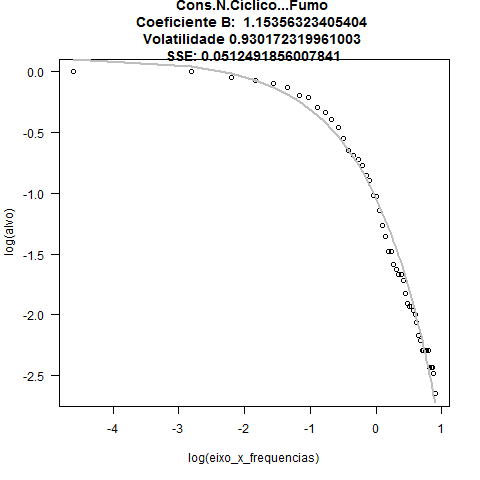 Cons.N.Ciclico...Fumo
Coeficiente B:  1.15356323405404
Volatilidade 0.930172319961003
SSE: 0.0512491856007841
0.0
-0.5
-1.0
-1.5
-2.0
-2.5
log(alvo)
-4
-3
-2
-1
0
1
log(eixo_x_frequencias)